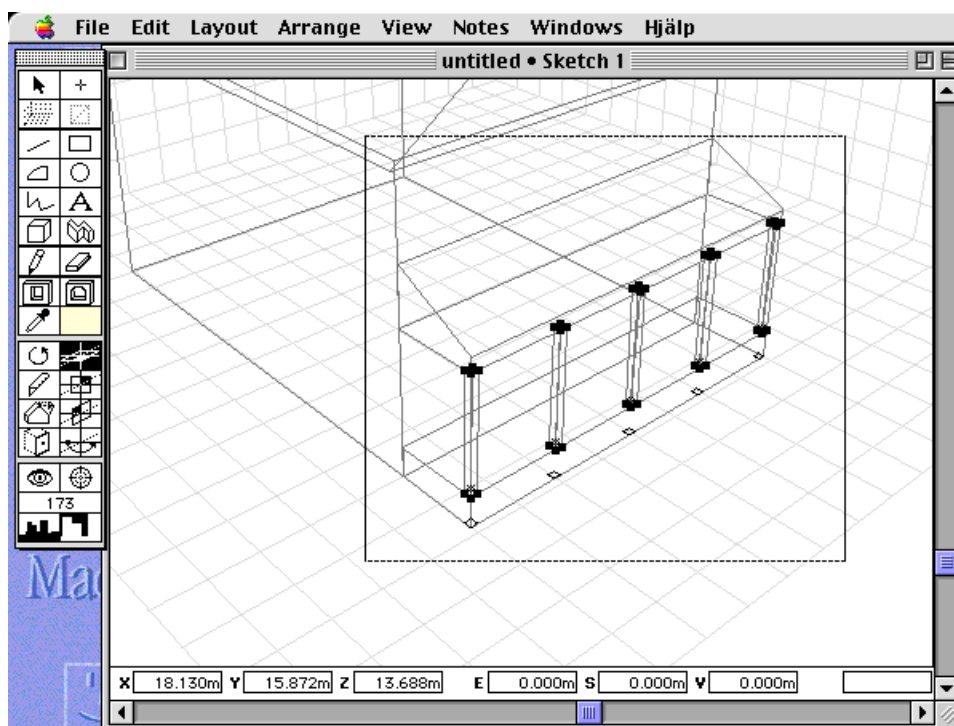 File Edit Layout Arrange View Notes Windows Hjälp
untitled • Sketch 1
A
173
Mac
X 18.130m Y 15.872m Z 13.688m E 0.000m S 0.000m V 0.000m